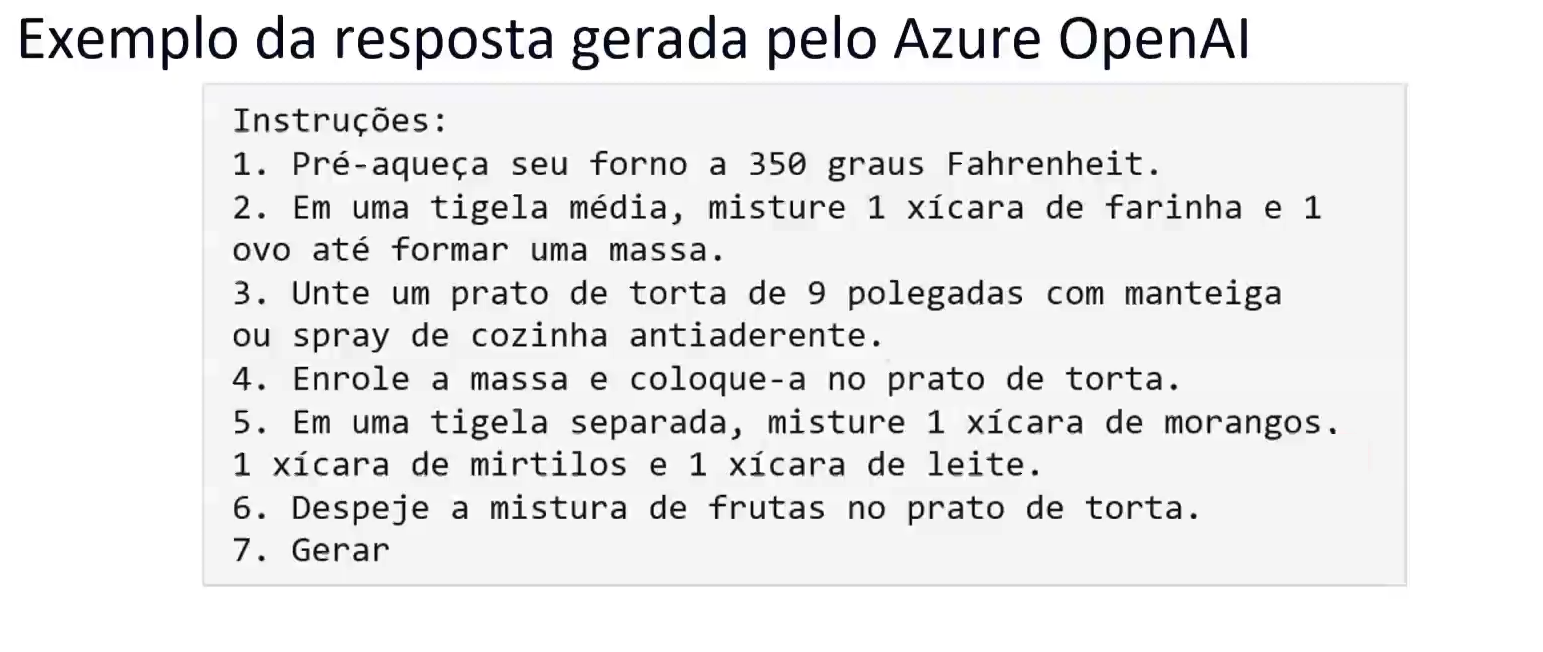 Exemplo da resposta gerada pelo Azure OpenAI
Instruções:
1. Pré-aqueça seu forno a 350 graus Fahrenheit.
2. Em uma tigela média, misture 1 xícara de farinha e 1
ovo até formar uma massa.
3. Unte um prato de torta de 9 polegadas com manteiga
ou spray de cozinha antiaderente.
4. Enrole a massa e coloque-a no prato de torta.
5. Em uma tigela separada, misture 1 xícara de morangos.
1 xícara de mirtilos e 1 xícara de leite.
6. Despeje a mistura de frutas no prato de torta.
7. Gerar